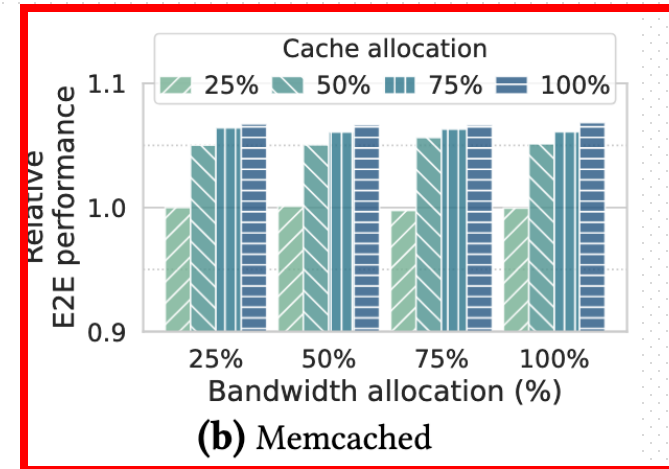 Cache allocation
25% 50% 75% 100%
Relative
E2E performance
1.1
1.0
0.9
25% 50% 75% 100%
Bandwidth allocation (%)
(b) Memcached